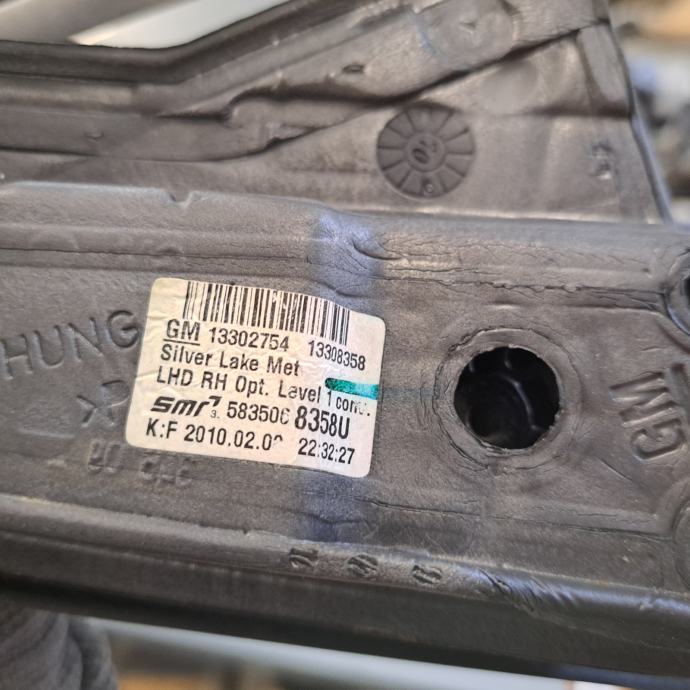 GM 13302754 13308358
Silver Lake Met
LHD RH Opt. Level 1
smr 3. 583506 8358U
K:F 2010.02.0 22:32:27
HUNG
GM